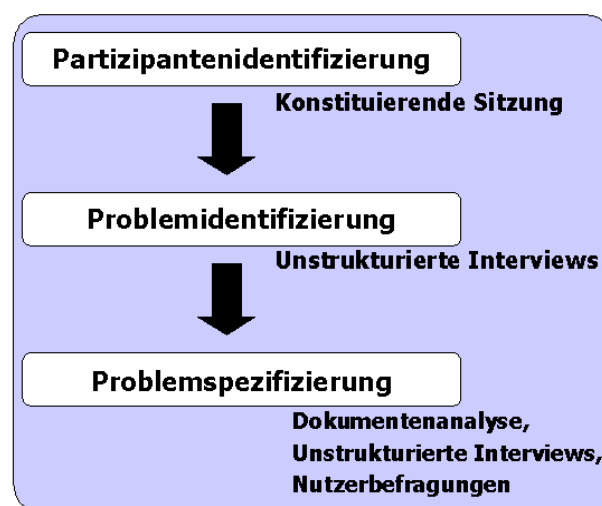 Partizipantenidentifizierung
Konstituierende Sitzung
Problemidentifizierung
Unstrukturierte Interviews
Problemspezifizierung
Dokumentenanalyse,
Unstrukturierte Interviews,
Nutzerbefragungen